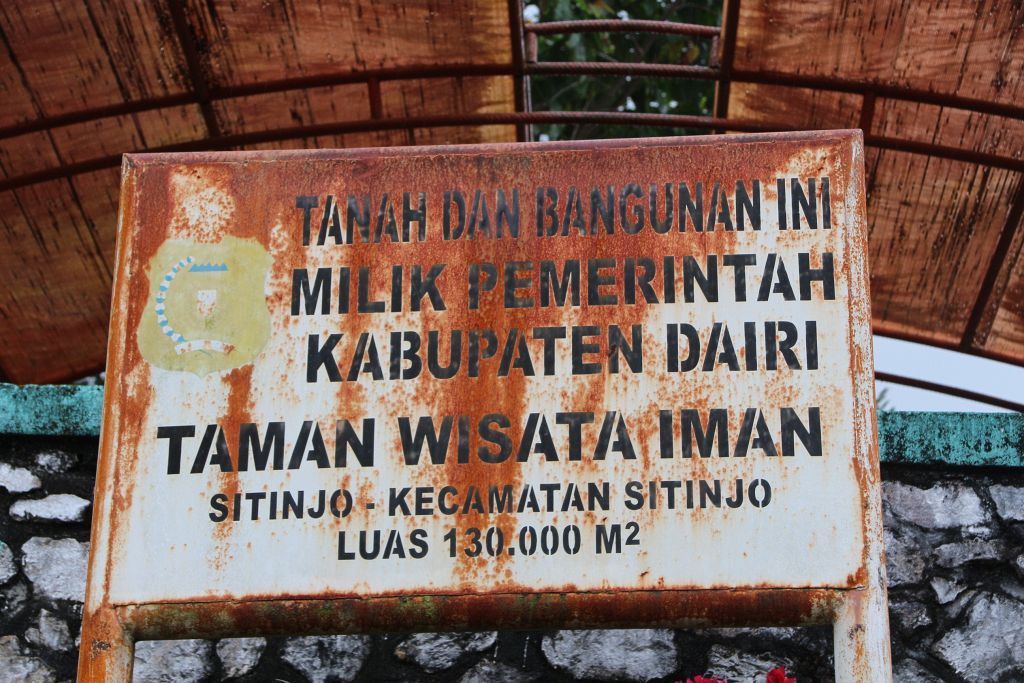 TANAH DAN BANGUNAN INI
MILIK PEMERINTAH
KABUPATEN DAIRI
TAMAN WISATA IMAN
SITINJO - KECAMATAN SITINJO
LUAS 130.000 M²